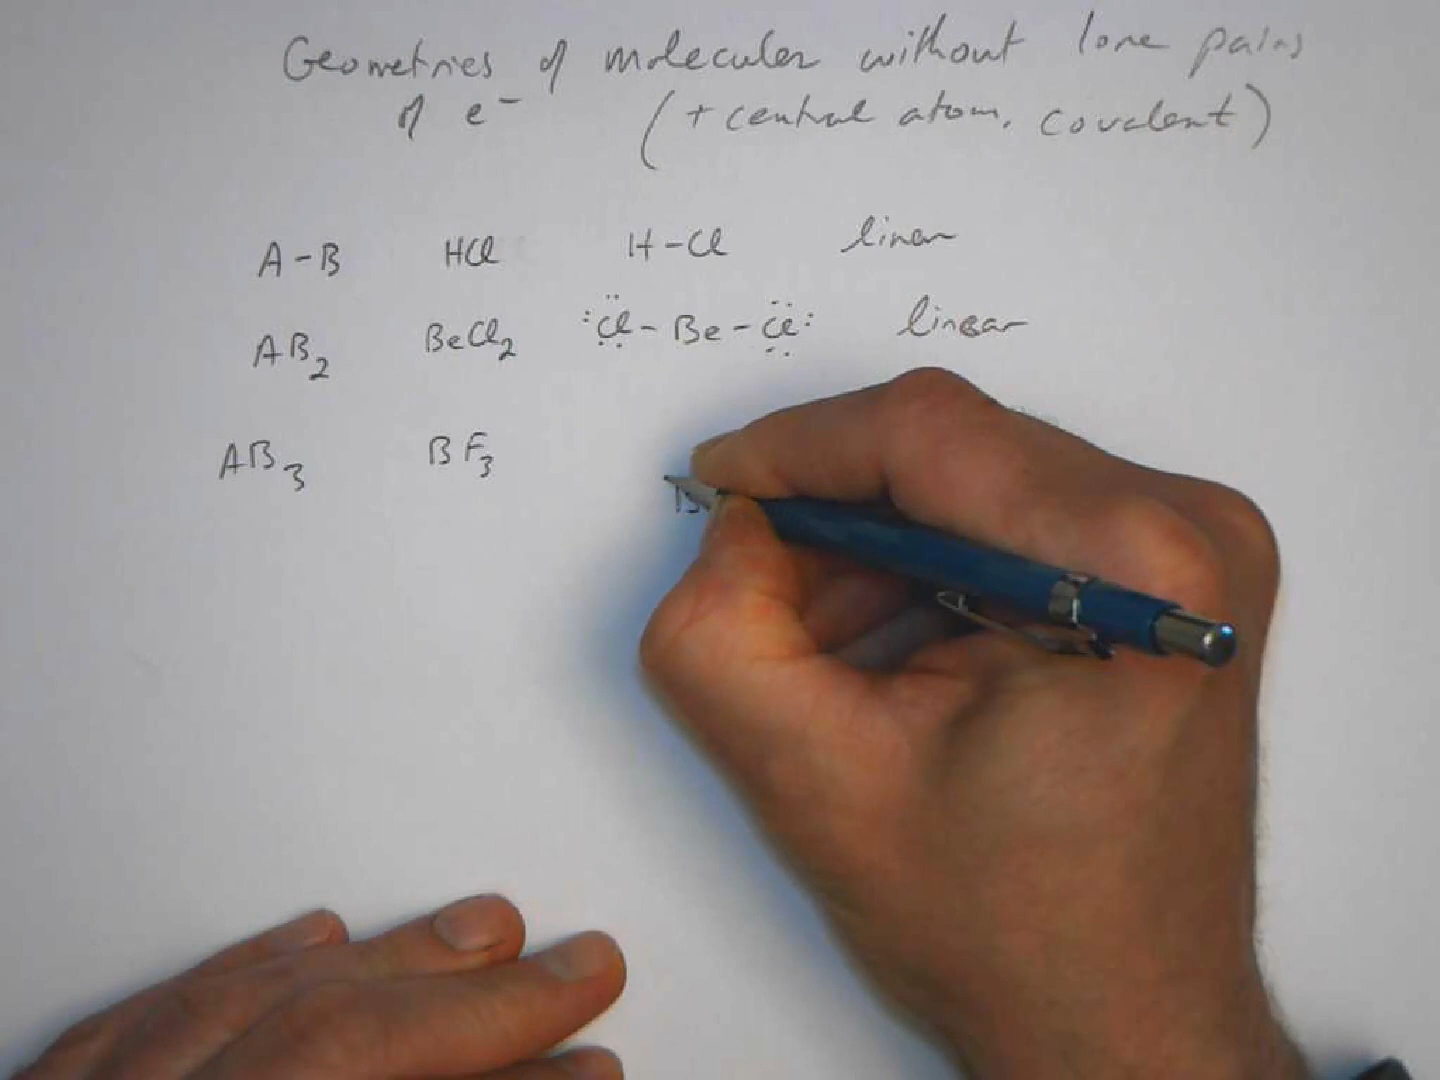 Geometries of molecules without lone pairs
of e⁻ (+ central atom, covalent)
A-B HCl H-Cl linear
AB₂ BeCl₂ :Cl-Be-Cl: linear
AB₃ BF₃